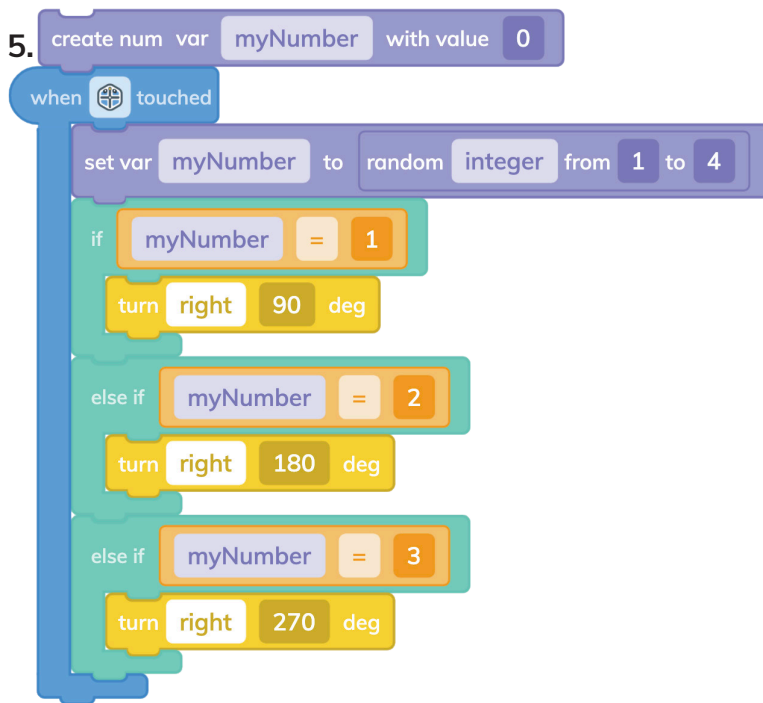 5. create num var myNumber with value 0
when touched
set var myNumber to random integer from 1 to 4
if myNumber = 1
turn right 90 deg
else if myNumber = 2
turn right 180 deg
else if myNumber = 3
turn right 270 deg